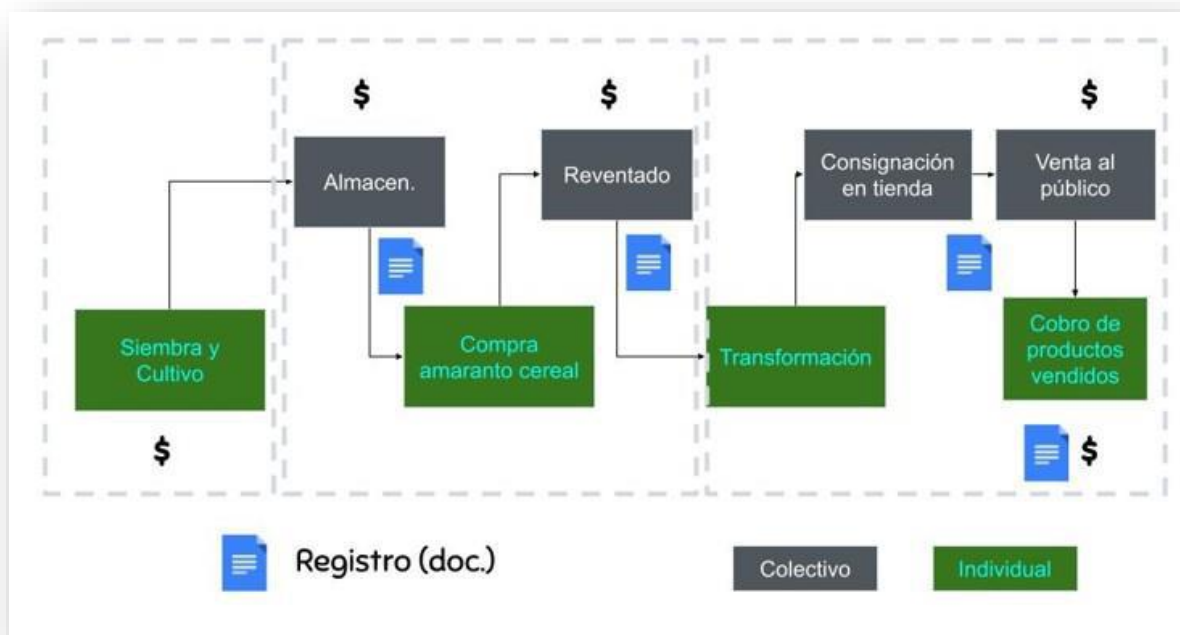 $
$
$
Almacen.
Reventado
Consignación
en tienda
Venta al
público
Siembra y
Cultivo
Compra
amaranto cereal
Transformación
Cobro de
productos
vendidos
$
$
Registro (doc.)
Colectivo
Individual